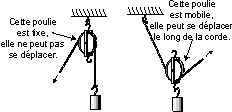 Cette poulie
est fixe,
elle ne peut pas
se déplacer.
Cette poulie
est mobile,
elle peut se déplacer
le long de la corde.